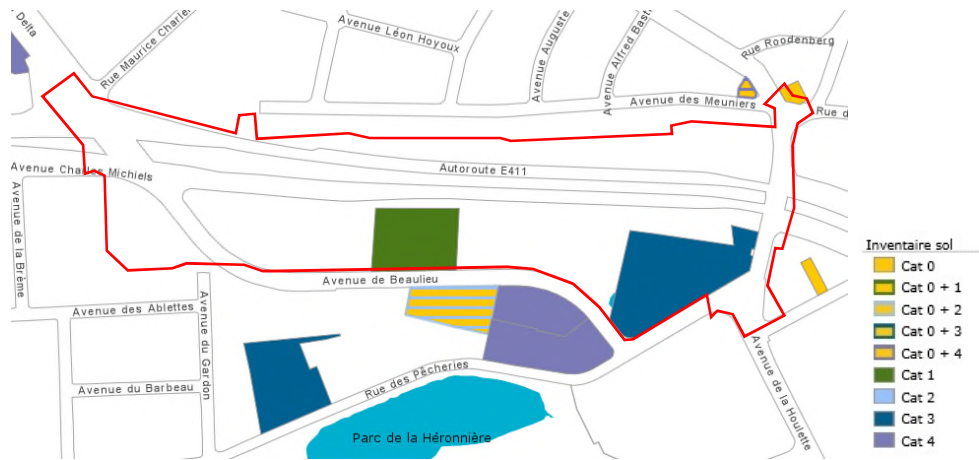 Delta
Rue Maurice Charler
Avenue Léon Hoyoux
Avenue Auguste
Avenue Alfred Bast
Rue Roodenberg
Avenue des Meuniers
Rue d
Avenue Charles Michiels
Autoroute E411
Avenue de la Brème
Avenue de Beaulieu
Avenue des Ablettes
Avenue du Gardon
Avenue du Barbeau
Rue des Pêcheries
Avenue de la Houlette
Parc de la Héronnière
Inventaire sol
Cat 0
Cat 0 + 1
Cat 0 + 2
Cat 0 + 3
Cat 0 + 4
Cat 1
Cat 2
Cat 3
Cat 4